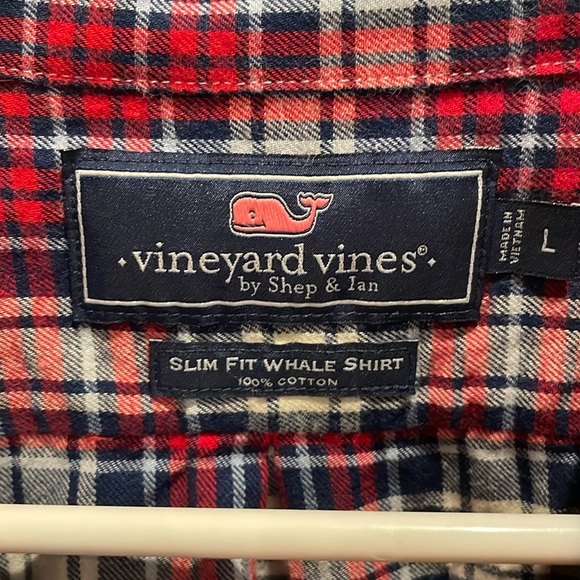 · vineyard vines® ·
by Shep & Ian
SLIM FIT WHALE SHIRT
100% COTTON
MADE IN
VIETNAM
L